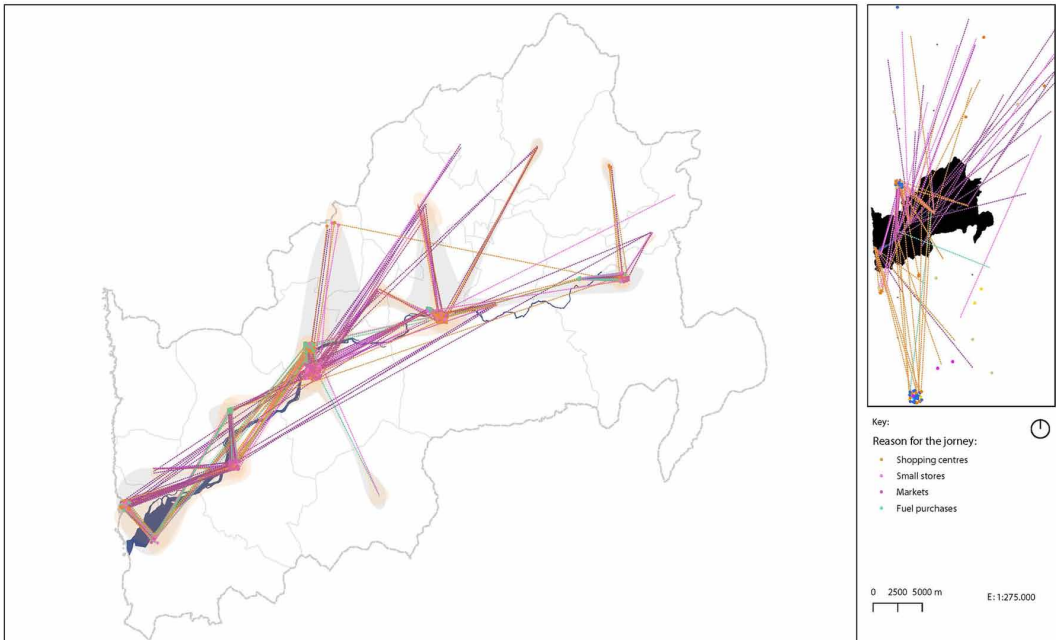 Key:
Reason for the jorney:
Shopping centres
Small stores
Markets
Fuel purchases
0 2500 5000 m
E: 1:275.000